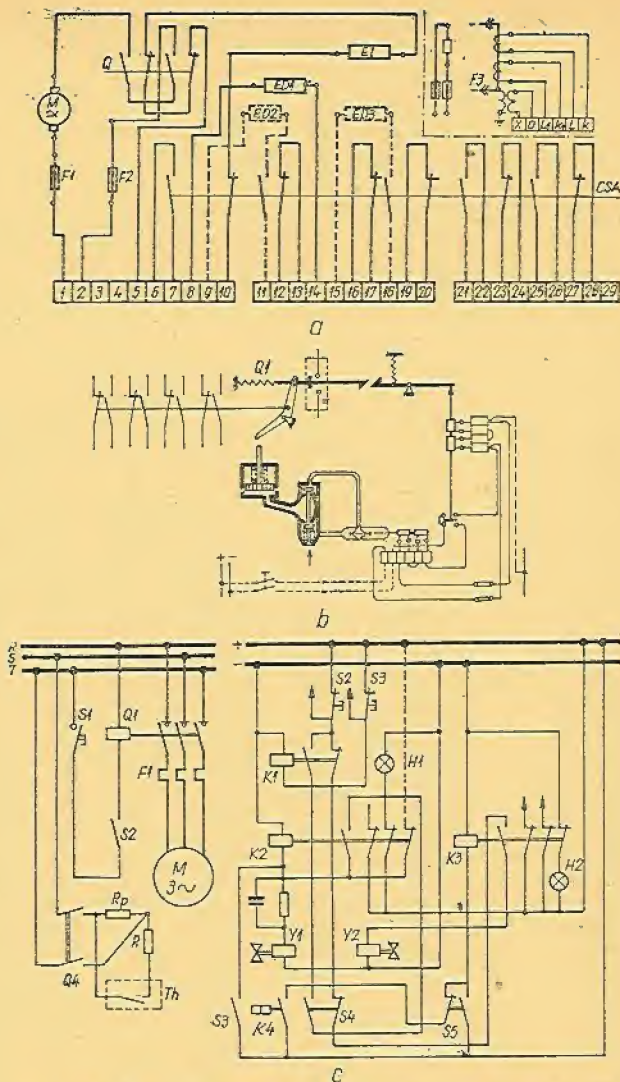 Q
E1
ED1
ED2
ED3
M
F1
F2
F3
CSA
1 2 3 4 5 6 7 8 9 10
11 12 13 14 15 16 17 18 19 20
21 22 23 24 25 26 27 28 29
a
Q1
+ -
b
R
S
T
+
-
S1
Q1
F1
S2
M
3~
Rp
R
Q4
Th
S2
S3
K1
H1
K2
K3
H2
Y1
Y2
S3
K4
S4
S5
c